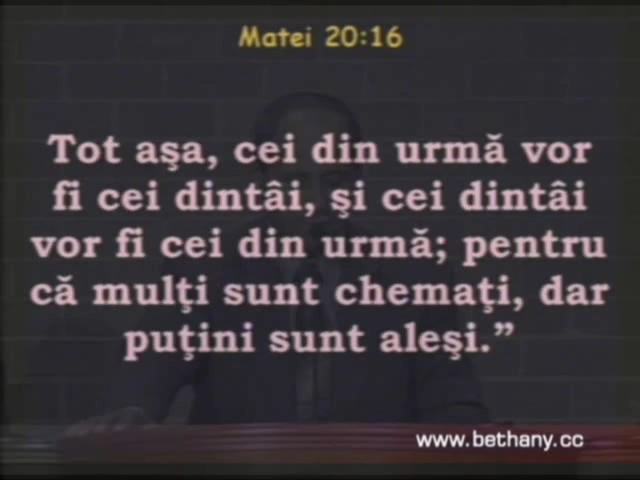 Matei 20:16
Tot aşa, cei din urmă vor
fi cei dintâi, şi cei dintâi
vor fi cei din urmă; pentru
că mulţi sunt chemaţi, dar
puţini sunt aleşi.”
www.bethany.cc